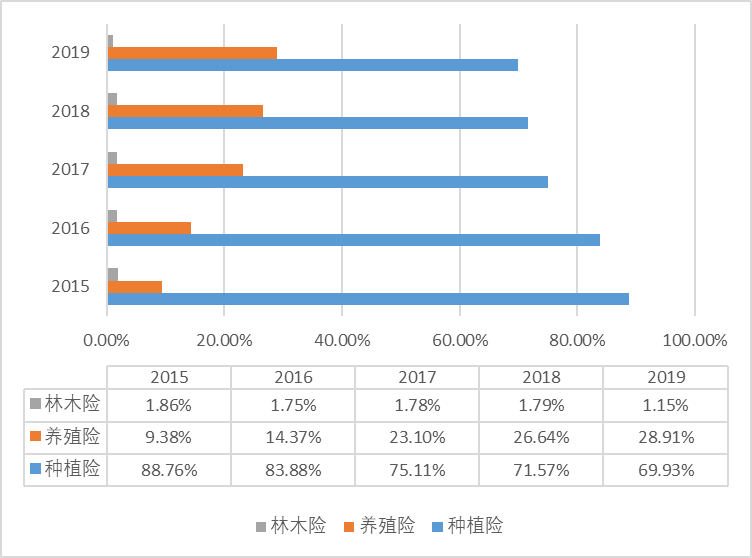 2019
2018
2017
2016
2015
0.00% 20.00% 40.00% 60.00% 80.00% 100.00%
2015 2016 2017 2018 2019
林木险 1.86% 1.75% 1.78% 1.79% 1.15%
养殖险 9.38% 14.37% 23.10% 26.64% 28.91%
种植险 88.76% 83.88% 75.11% 71.57% 69.93%
林木险 养殖险 种植险